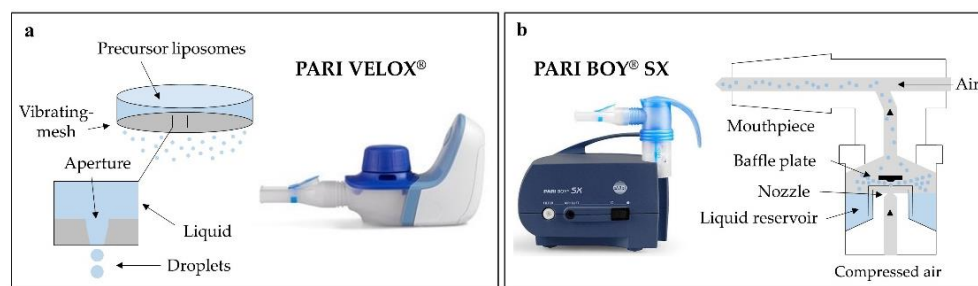 a
Precursor liposomes
PARI VELOX®
Vibrating-
mesh
Aperture
Liquid
Droplets
b
PARI BOY® SX
Air
Mouthpiece
Baffle plate
Nozzle
Liquid reservoir
Compressed air
PARI BOY® SX
PARI